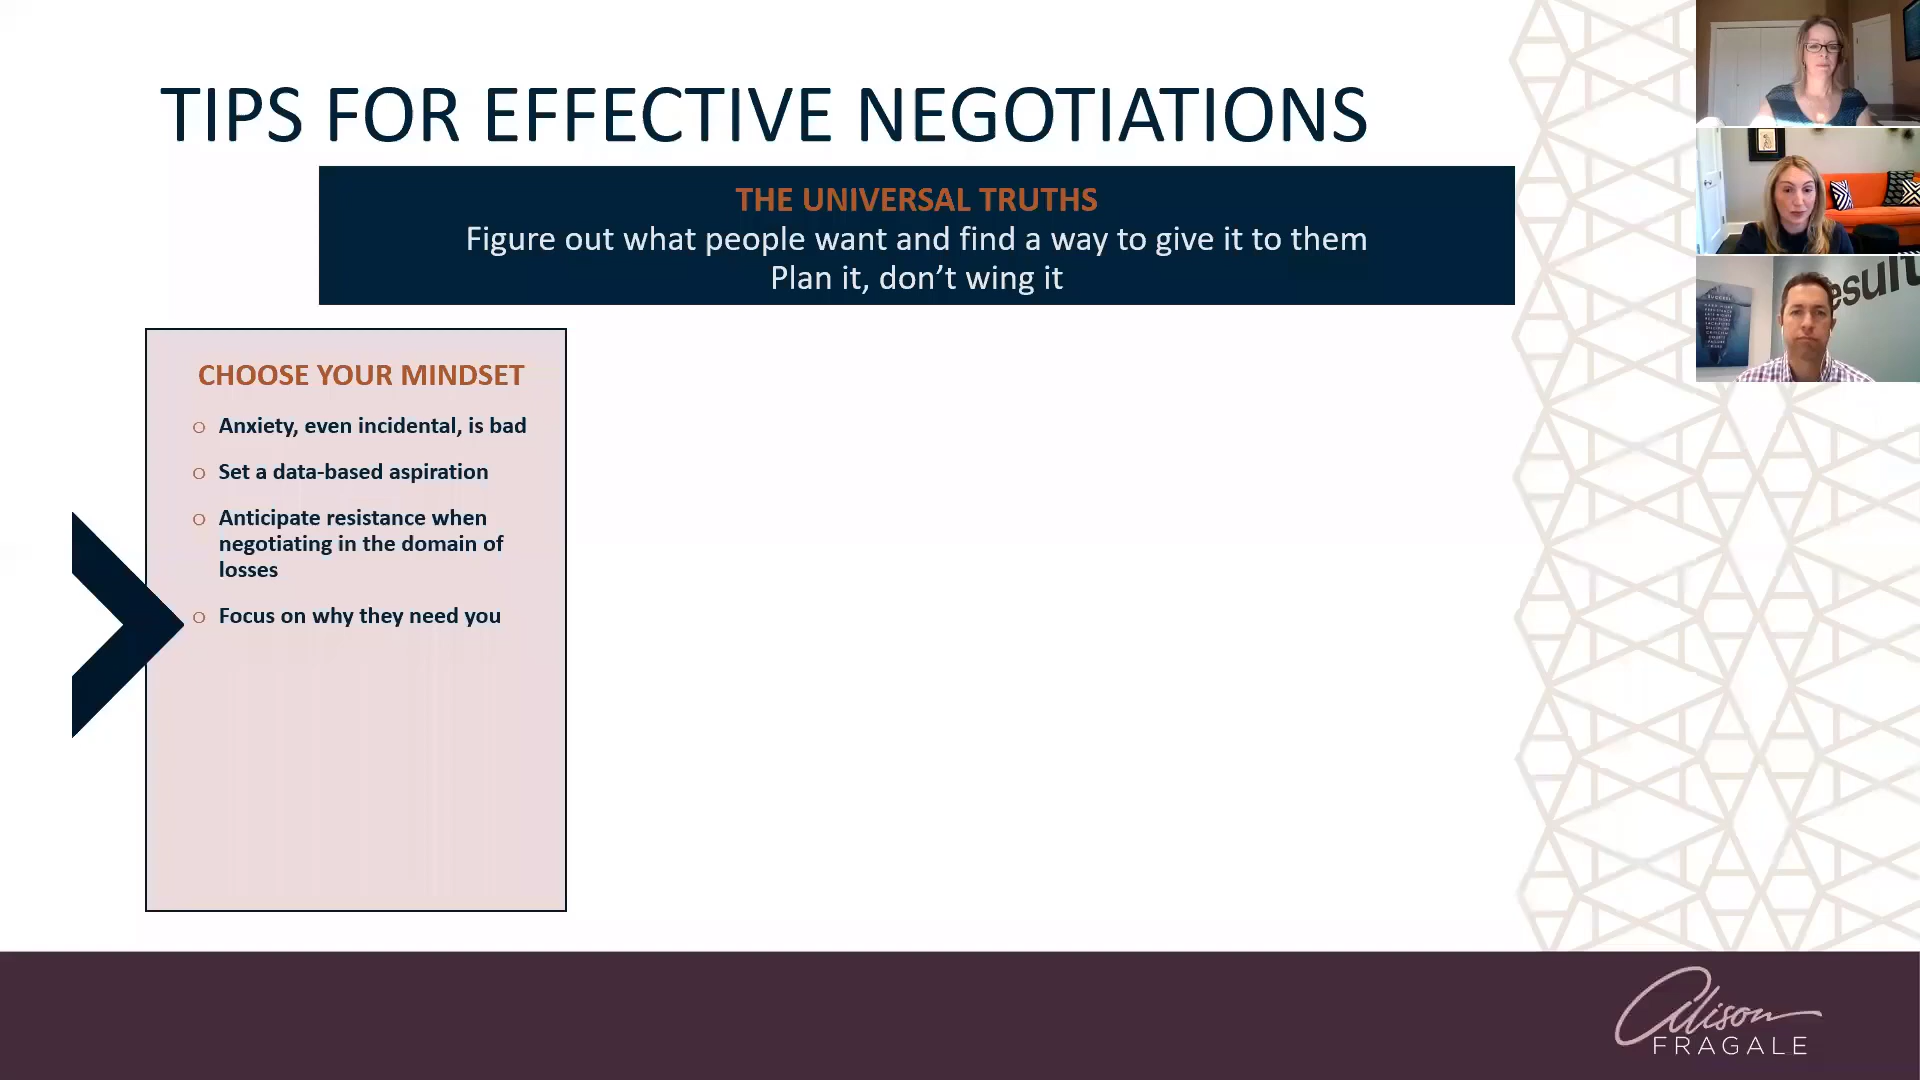 TIPS FOR EFFECTIVE NEGOTIATIONS
THE UNIVERSAL TRUTHS
Figure out what people want and find a way to give it to them
Plan it, don’t wing it
CHOOSE YOUR MINDSET
Anxiety, even incidental, is bad
Set a data-based aspiration
Anticipate resistance when
negotiating in the domain of
losses
Focus on why they need you
esult
SUCCESS
Alison
FRAGALE